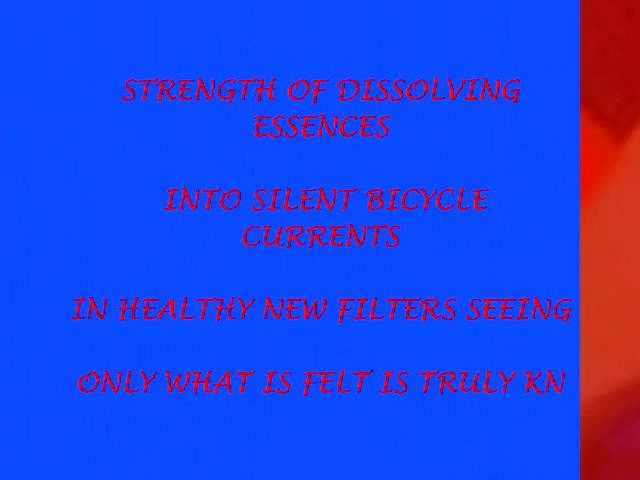 STRENGTH OF DISSOLVING
ESSENCES
INTO SILENT BICYCLE
CURRENTS
IN HEALTHY NEW FILTERS SEEING
ONLY WHAT IS FELT IS TRULY KN